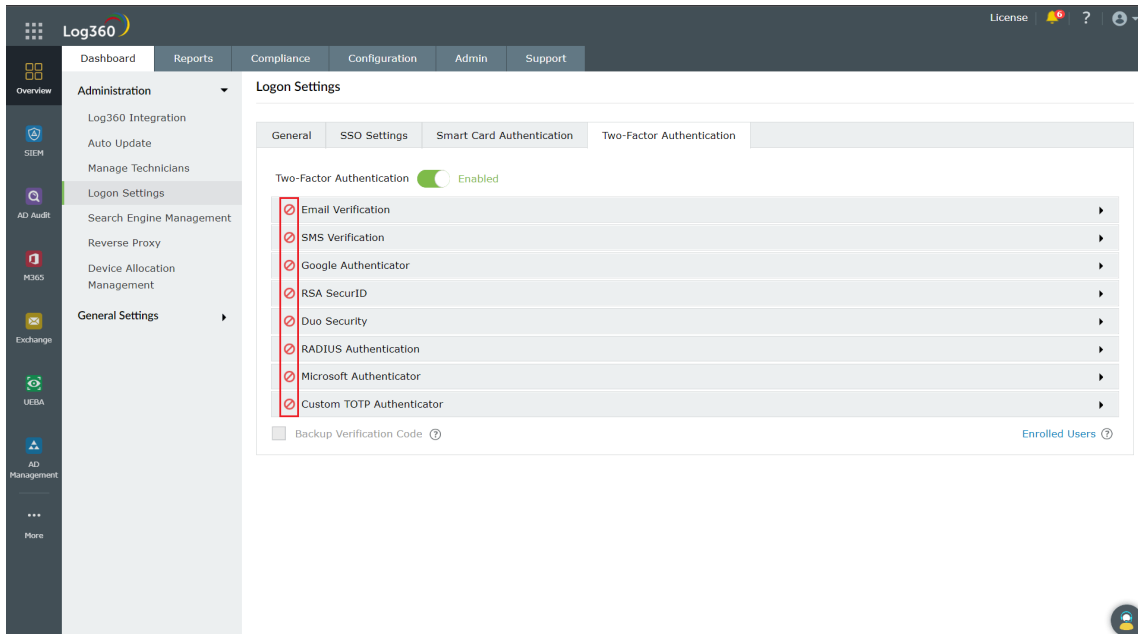 Log360
License
6
?
Dashboard Reports Compliance Configuration Admin Support
Overview
SIEM
AD Audit
M365
Exchange
UEBA
AD
Management
More
Administration
Log360 Integration
Auto Update
Manage Technicians
Logon Settings
Search Engine Management
Reverse Proxy
Device Allocation
Management
General Settings
Logon Settings
General SSO Settings Smart Card Authentication Two-Factor Authentication
Two-Factor Authentication Enabled
Email Verification
SMS Verification
Google Authenticator
RSA SecurID
Duo Security
RADIUS Authentication
Microsoft Authenticator
Custom TOTP Authenticator
Backup Verification Code ?
Enrolled Users ?